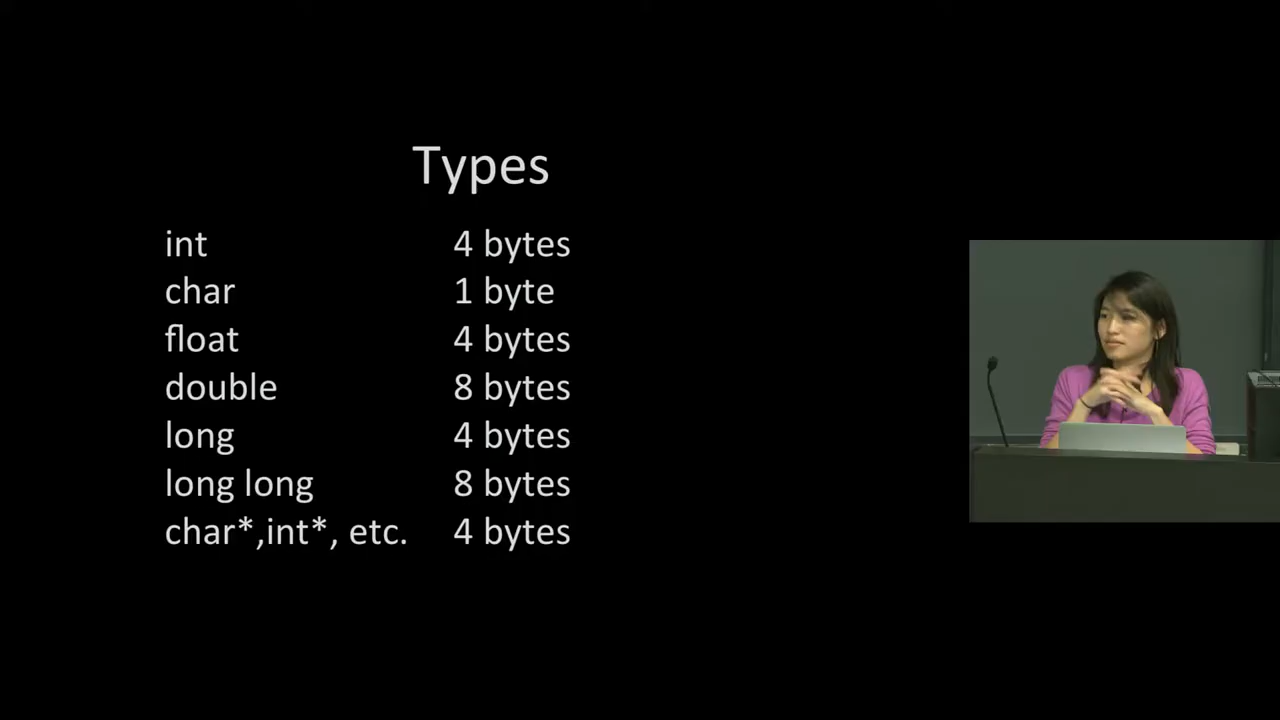 Types
int 4 bytes
char 1 byte
float 4 bytes
double 8 bytes
long 4 bytes
long long 8 bytes
char*,int*, etc. 4 bytes